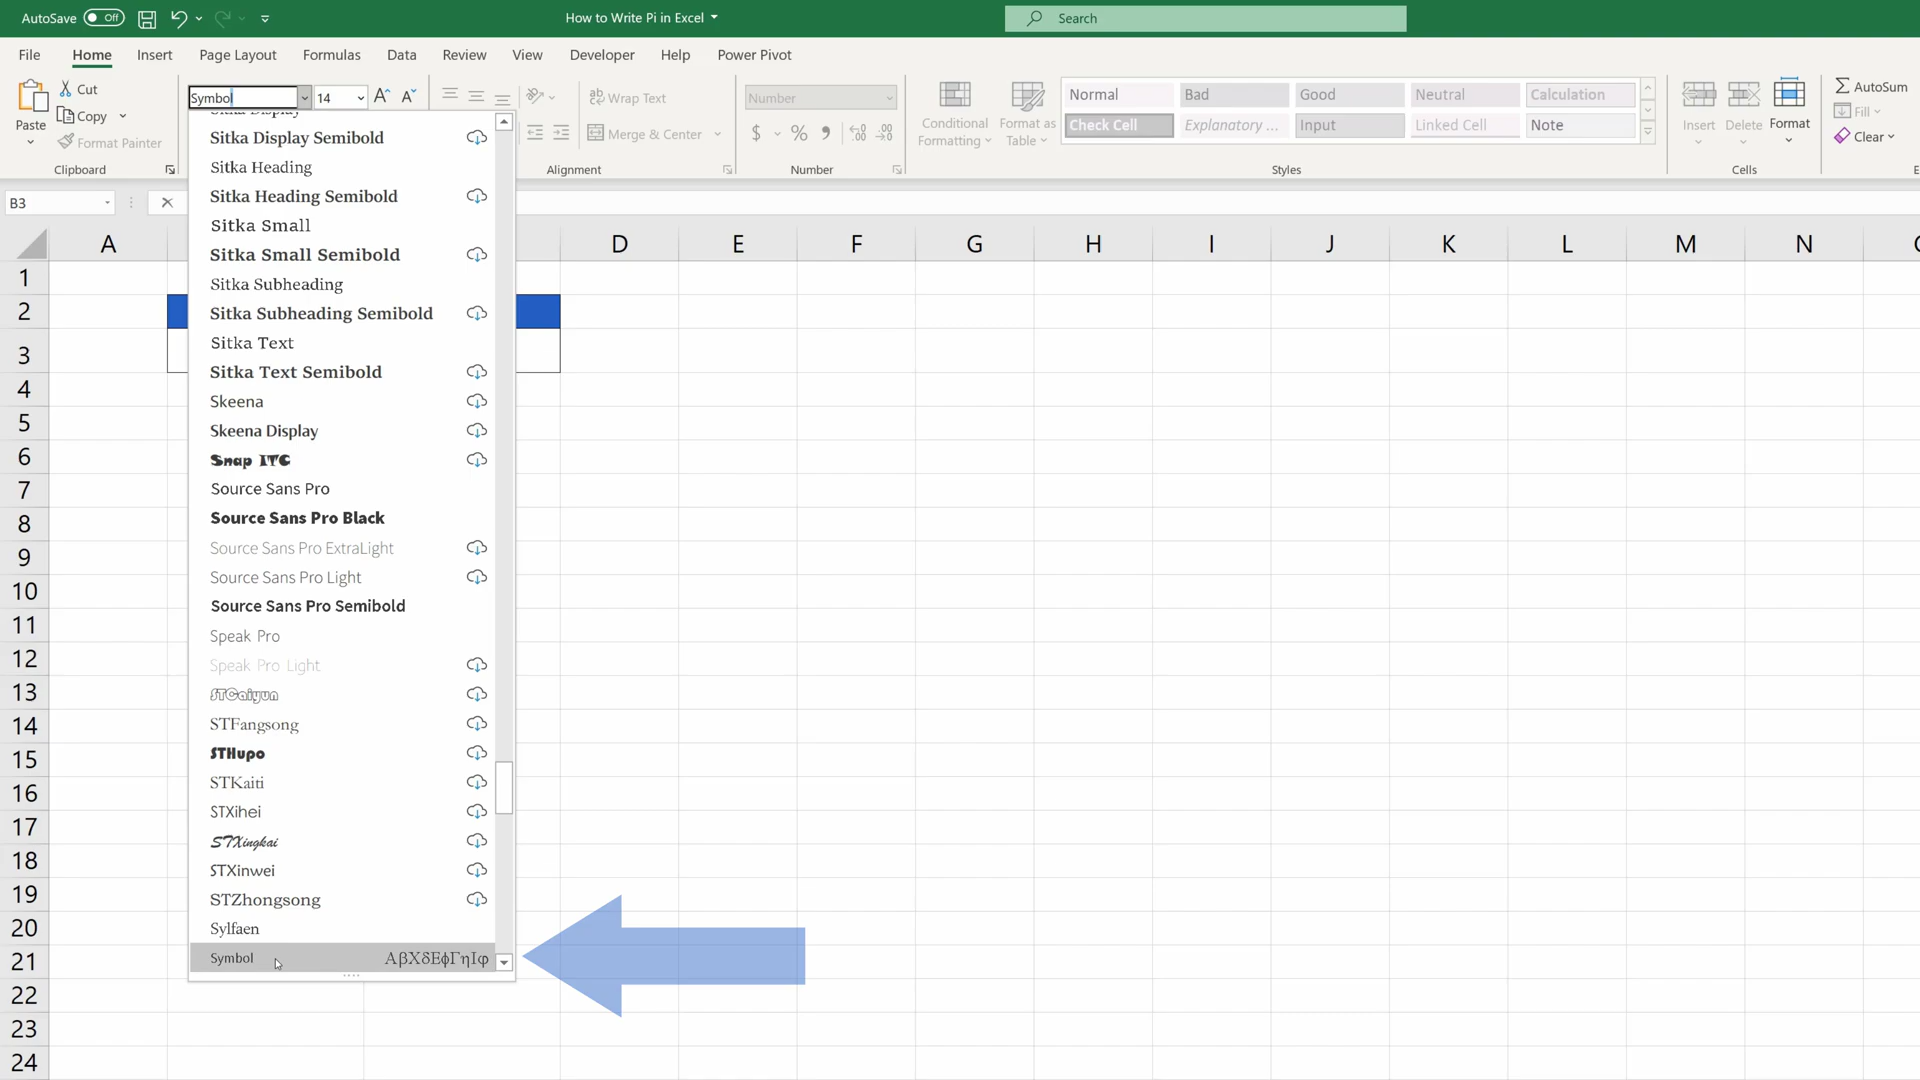 AutoSave Off
How to Write Pi in Excel
Search
File Home Insert Page Layout Formulas Data Review View Developer Help Power Pivot
Paste
Cut
Copy
Format Painter
Clipboard
Symbol 14 A A
ab Wrap Text
Merge & Center
Alignment
Number
$ % 9
Number
Conditional Formatting
Format as Table
Normal Bad Good Neutral Calculation
Check Cell Explanatory ... Input Linked Cell Note
Styles
Insert Delete Format
Cells
AutoSum
Fill
Clear
B3
A D E F G H I J K L M N
Sitka Display
Sitka Display Semibold
Sitka Heading
Sitka Heading Semibold
Sitka Small
Sitka Small Semibold
Sitka Subheading
Sitka Subheading Semibold
Sitka Text
Sitka Text Semibold
Skeena
Skeena Display
Snap ITC
Source Sans Pro
Source Sans Pro Black
Source Sans Pro ExtraLight
Source Sans Pro Light
Source Sans Pro Semibold
Speak Pro
Speak Pro Light
STCaiyun
STFangsong
STHupo
STKaiti
STXihei
STXingkai
STXinwei
STZhongsong
Sylfaen
Symbol ΑβΧδΕφΓηΙφ
1
2
3
4
5
6
7
8
9
10
11
12
13
14
15
16
17
18
19
20
21
22
23
24